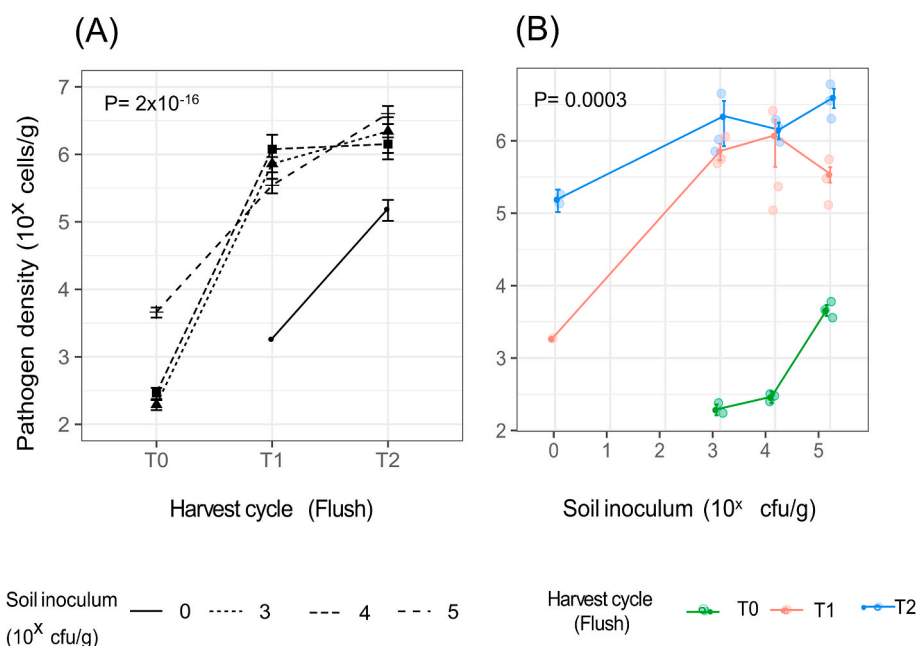 (A)
P= 2x10⁻¹⁶
Pathogen density (10ˣ cells/g)
7
6
5
4
3
2
T0 T1 T2
Harvest cycle (Flush)
Soil inoculum
(10ˣ cfu/g)
0 3 4 5
(B)
P= 0.0003
6
5
4
3
2
0 1 2 3 4 5
Soil inoculum (10ˣ cfu/g)
Harvest cycle
(Flush)
T0 T1 T2